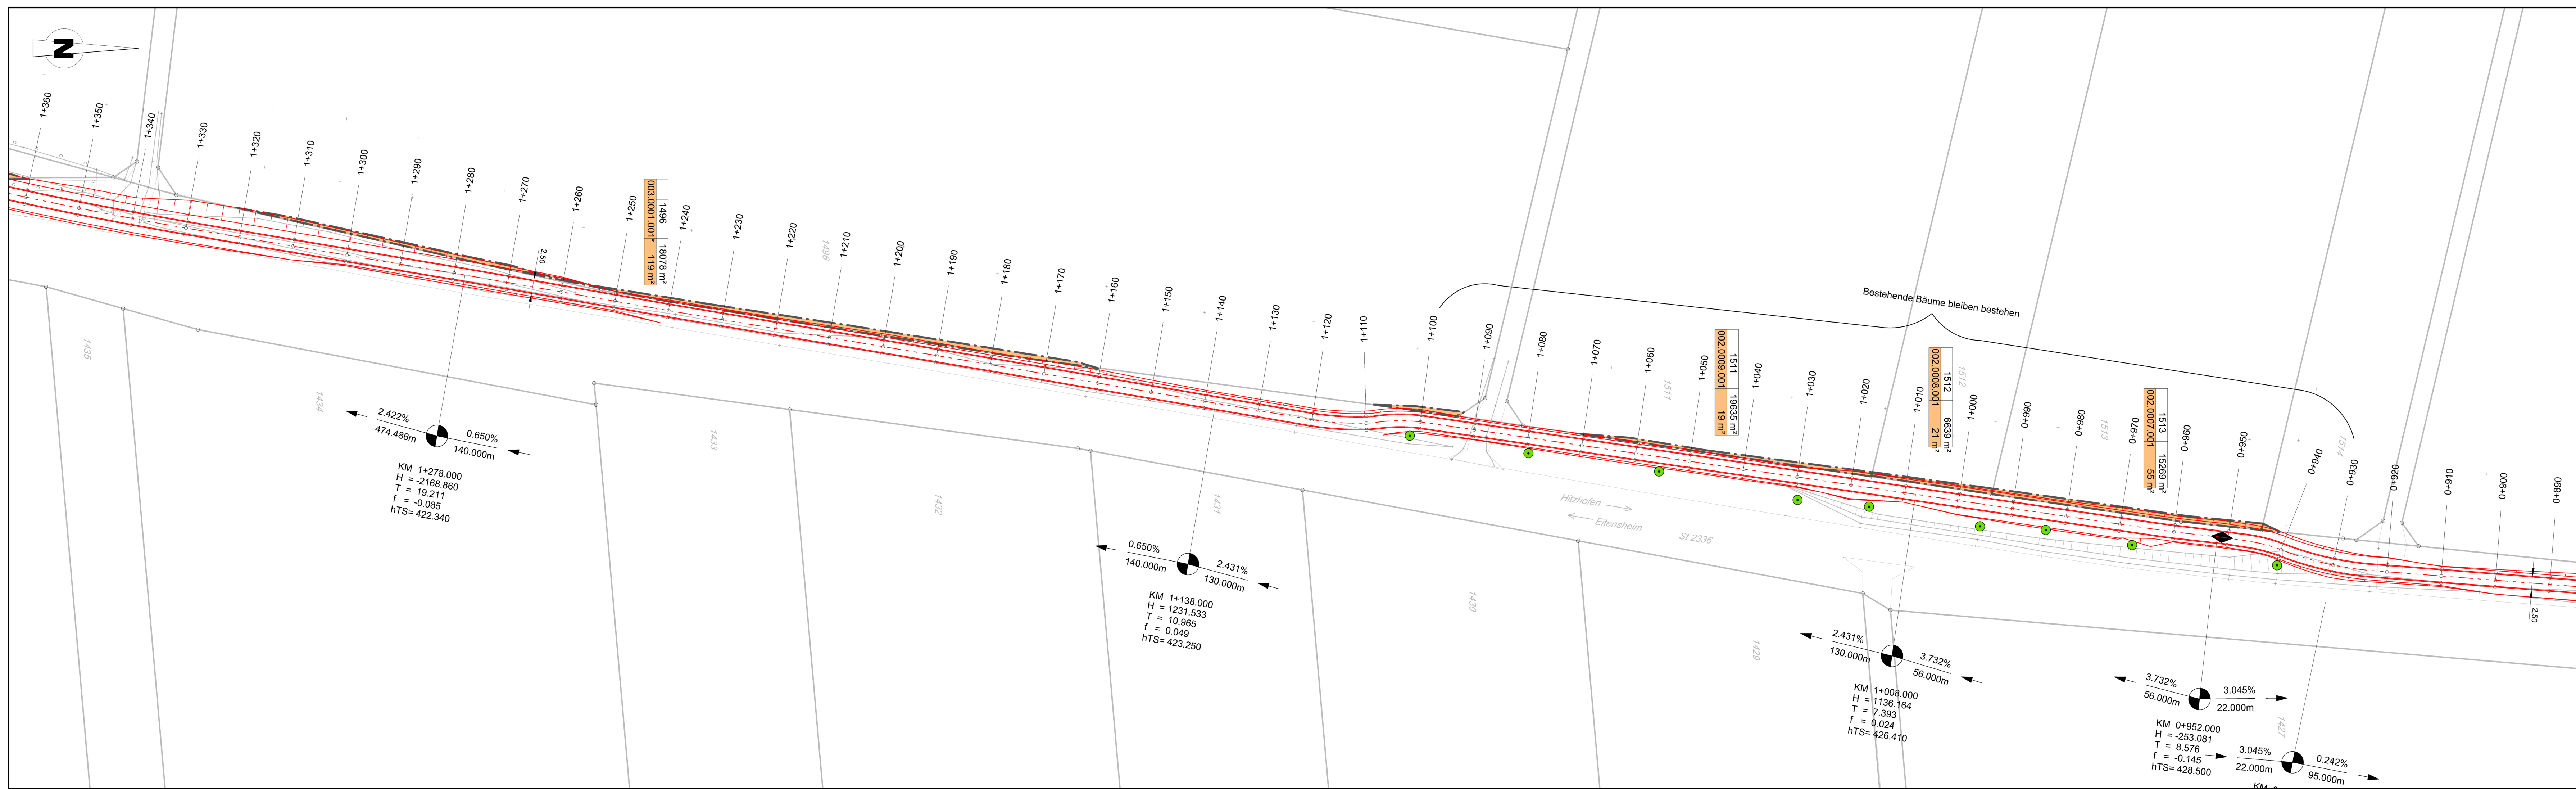 N
1+360
1+350
1+340
1+330
1+320
1+310
1+300
1+290
1+280
1+270
1+260
1+250
1+240
1+230
1+220
1+210
1+200
1+190
1+180
1+170
1+160
1+150
1+140
1+130
1+120
1+110
1+100
1+090
1+080
1+070
1+060
1+050
1+040
1+030
1+020
1+010
1+000
0+990
0+980
0+970
0+960
0+950
0+940
0+930
0+920
0+910
0+900
0+890
2.50
1496 18078 m²
003.0001.001* 119 m²
1496
Bestehende Bäume bleiben bestehen
1511 19635 m²
002.0009.001 19 m²
1511
1512 6639 m²
002.0008.001 21 m²
1512
1513 15269 m²
002.0007.001 55 m²
1513
1514
1435
1434
1433
1432
1431
1430
1429
1427
Hitzhofen
Eitensheim
St 2336
2.50
2.422% 0.650%
474.486m 140.000m
KM 1+278.000
H = -2168.860
T = 19.211
f = -0.085
hTS= 422.340
0.650% 2.431%
140.000m 130.000m
KM 1+138.000
H = 1231.533
T = 10.965
f = 0.049
hTS= 423.250
2.431% 3.732%
130.000m 56.000m
KM 1+008.000
H = 1136.164
T = 7.393
f = 0.024
hTS= 426.410
3.732% 3.045%
56.000m 22.000m
KM 0+952.000
H = -253.081
T = 8.576
f = -0.145
hTS= 428.500
3.045% 0.242%
22.000m 95.000m